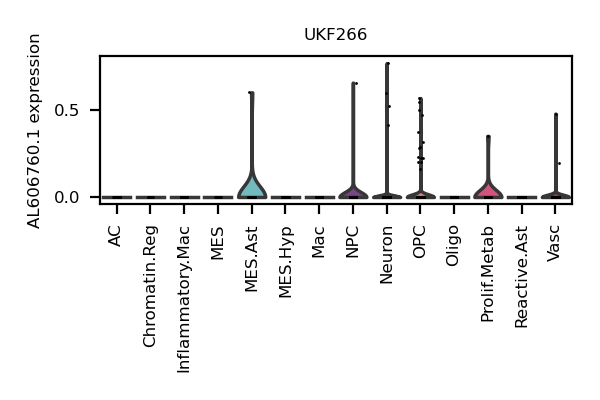 UKF266
AL606760.1 expression
0.5
0.0
AC
Chromatin.Reg
Inflammatory.Mac
MES
MES.Ast
MES.Hyp
Mac
NPC
Neuron
OPC
Oligo
Prolif.Metab
Reactive.Ast
Vasc